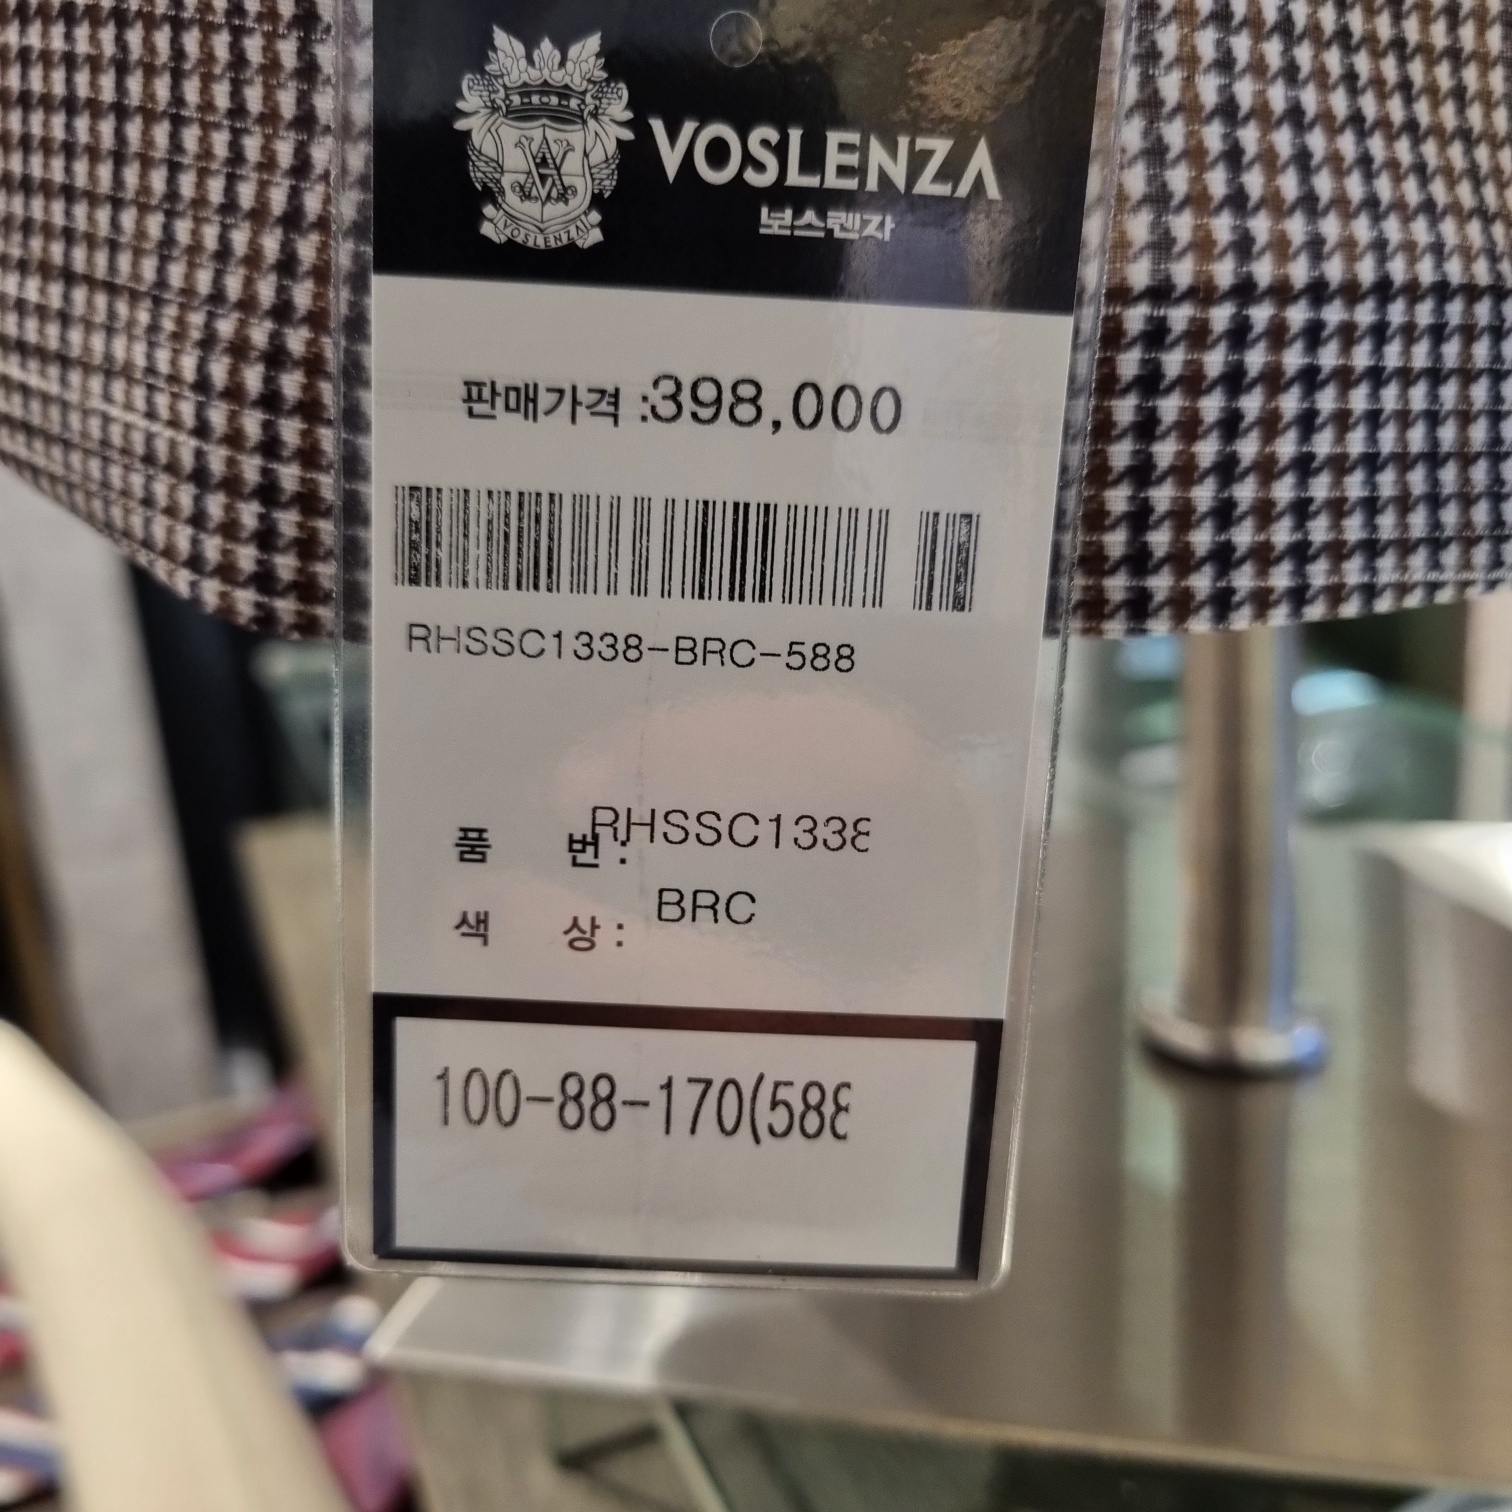 VOSLENZA
VOSLENZA
보스렌자
판매가격 :398,000
RHSSC1338-BRC-588
품 번: RHSSC1338
색 상: BRC
100-88-170(588